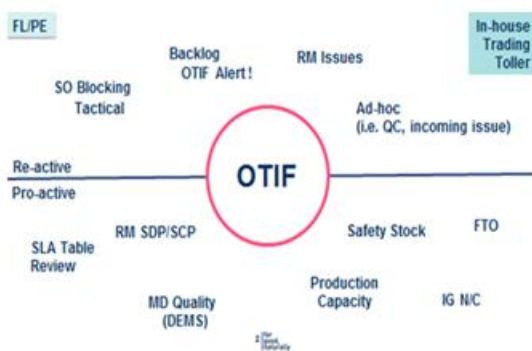 FL/PE
In-house
Trading
Toller
Backlog
OTIF Alert!
RM Issues
SO Blocking
Tactical
Ad-hoc
(i.e. QC, incoming issue)
OTIF
Re-active
Pro-active
RM SDP/SCP
Safety Stock
FTO
SLA Table
Review
Production
Capacity
MD Quality
(DEMS)
IG N/C